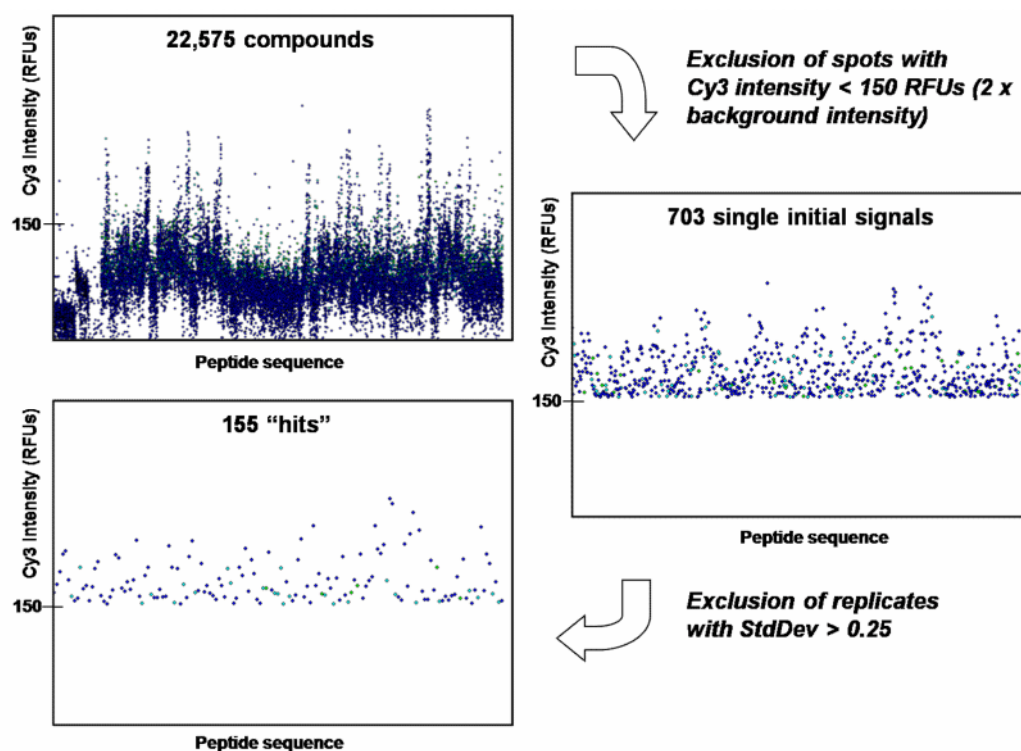 22,575 compounds
Cy3 Intensity (RFUs)
150
Peptide sequence
Exclusion of spots with
Cy3 intensity < 150 RFUs (2 x
background intensity)
703 single initial signals
Cy3 Intensity (RFUs)
150
Peptide sequence
Exclusion of replicates
with StdDev > 0.25
155 "hits"
Cy3 Intensity (RFUs)
150
Peptide sequence